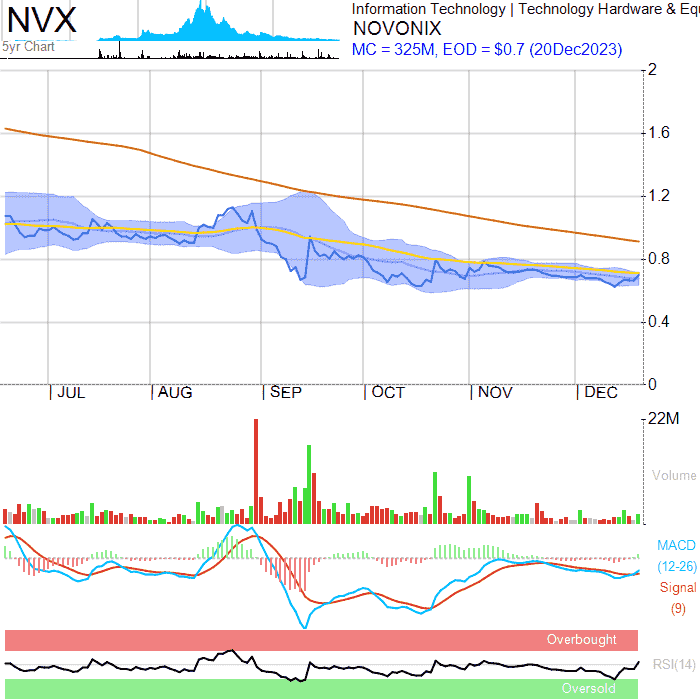 NVX
5yr Chart
Information Technology | Technology Hardware & Equ
NOVONIX
MC = 325M, EOD = $0.7 (20Dec2023)
2
1.6
1.2
0.8
0.4
0
| JUL | AUG | SEP | OCT | NOV | DEC
22M
Volume
MACD
(12-26)
Signal
(9)
Overbought
RSI(14)
Oversold